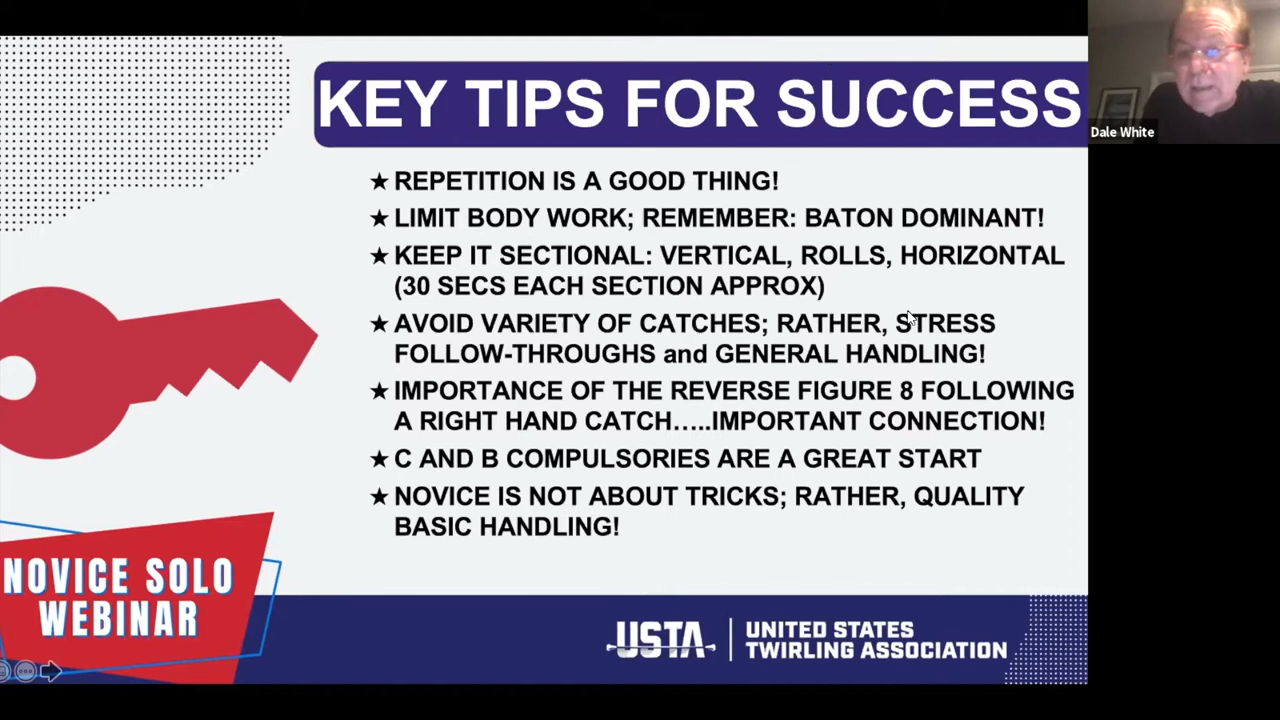 KEY TIPS FOR SUCCESS
Dale White
★ REPETITION IS A GOOD THING!
★ LIMIT BODY WORK; REMEMBER: BATON DOMINANT!
★ KEEP IT SECTIONAL: VERTICAL, ROLLS, HORIZONTAL
(30 SECS EACH SECTION APPROX)
★ AVOID VARIETY OF CATCHES; RATHER, STRESS
FOLLOW-THROUGHS and GENERAL HANDLING!
★ IMPORTANCE OF THE REVERSE FIGURE 8 FOLLOWING
A RIGHT HAND CATCH…..IMPORTANT CONNECTION!
★ C AND B COMPULSORIES ARE A GREAT START
★ NOVICE IS NOT ABOUT TRICKS; RATHER, QUALITY
BASIC HANDLING!
NOVICE SOLO
WEBINAR
USTA
UNITED STATES
TWIRLING ASSOCIATION